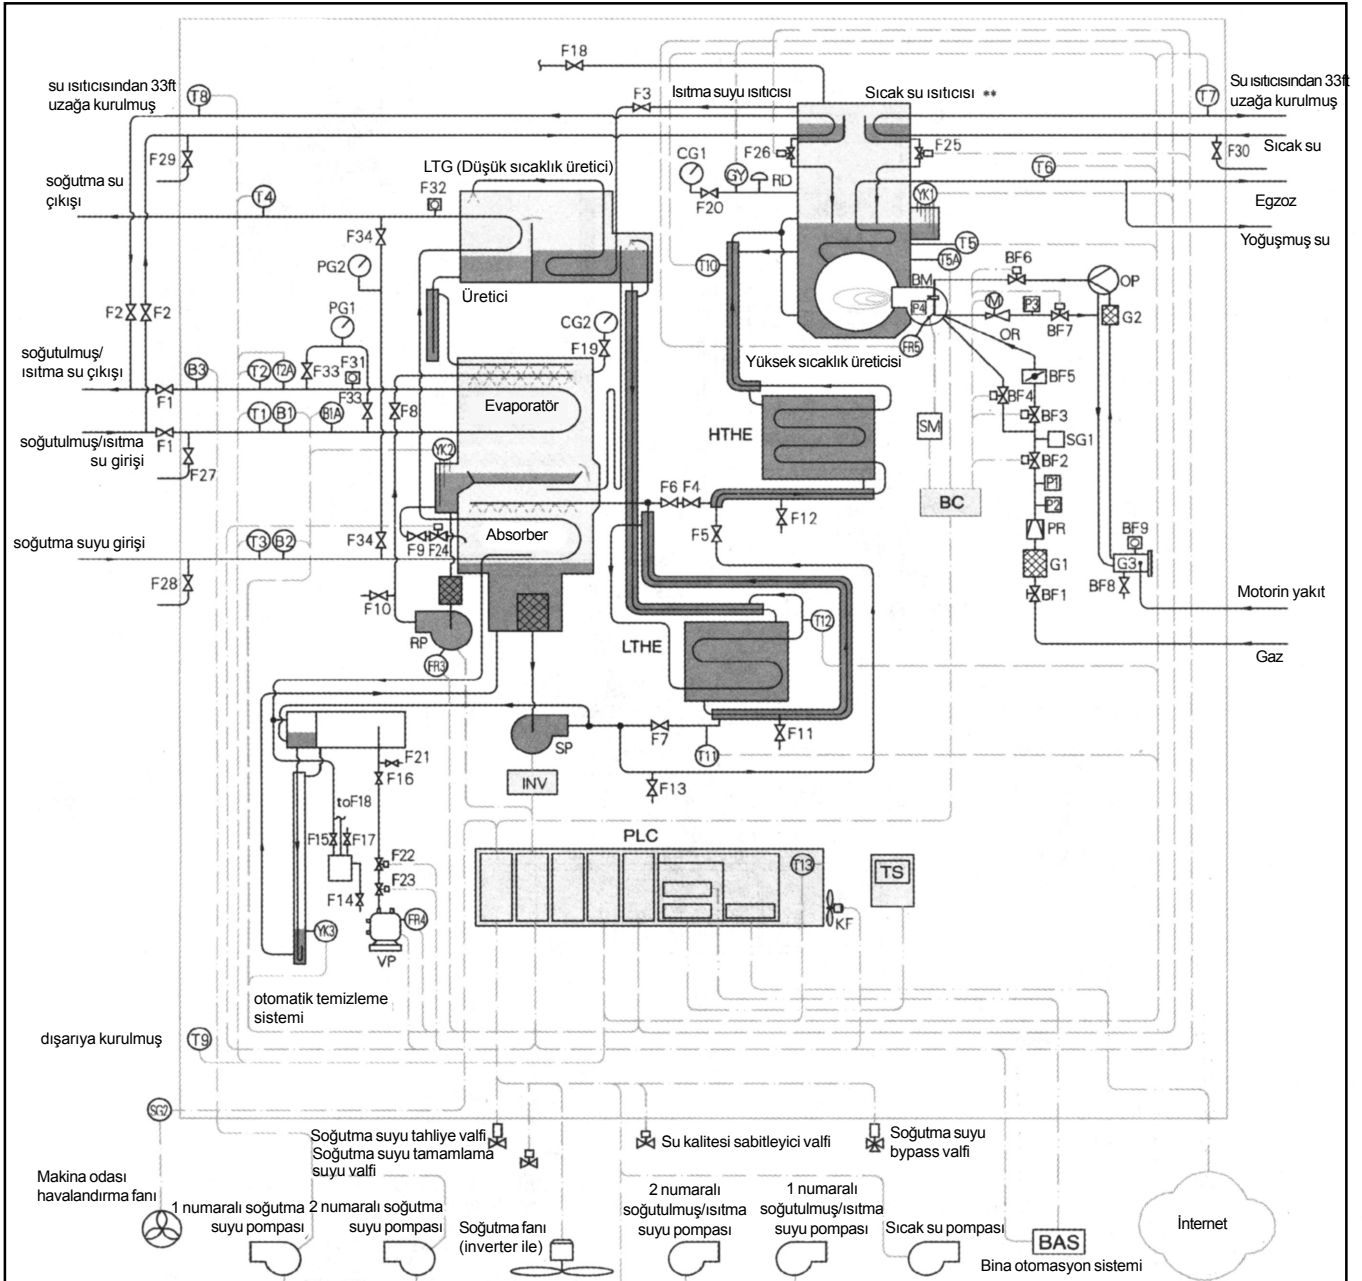 F18
su ısıticısından 33ft
uzağa kurulmuş
T8
F3
Isıtma suyu ısıtıcısı
Sıcak su ısıtıcısı **
T7
Su ısıtıcısından 33ft
uzağa kurulmuş
F29
F26
F25
F30
Sıcak su
CG1
GY
RD
F20
T6
Egzoz
Yoğuşmuş su
soğutma su
çıkışı
T4
F32
LTG (Düşük sıcaklık üretici)
YK1
F34
PG2
T10
T5
T5A
BF6
OP
PG1
Üretici
BM
P4
M
P3
BF7
G2
F2
F2
CG2
F19
OR
FR5
Yüksek sıcaklık üreticisi
soğutulmuş/
ısıtma su çıkışı
B3
T2
T2A
F31
F33
F33
F1
F8
Evaporatör
BF5
BF4
BF3
T1
B1
B1A
HTHE
SM
SG1
soğutulmuş/ısıtma
su girişi
F1
F27
YK2
BF2
P1
P2
F6
F4
BC
F12
PR
soğutma suyu girişi
T3
B2
F34
F9
F24
Absorber
F5
BF9
G1
G3
BF8
F28
F10
BF1
Motorin yakıt
RP
FR3
LTHE
T12
Gaz
SP
F7
T11
F11
F21
F16
INV
F13
toF18
F15
F17
PLC
F22
F23
F14
T13
TS
KF
YK3
FR4
VP
otomatik temizleme
sistemi
dışarıya kurulmuş
T9
SG2
Soğutma suyu tahliye valfi
Soğutma suyu tamamlama
suyu valfi
Su kalitesi sabitleyici valfi
Soğutma suyu
bypass valfi
Makina odası
havalandırma fanı
1 numaralı soğutma
suyu pompası
2 numaralı soğutma
suyu pompası
Soğutma fanı
(inverter ile)
2 numaralı
soğutulmuş/ısıtma
suyu pompası
1 numaralı
soğutulmuş/ısıtma
suyu pompası
Sıcak su pompası
BAS
Bina otomasyon sistemi
İnternet